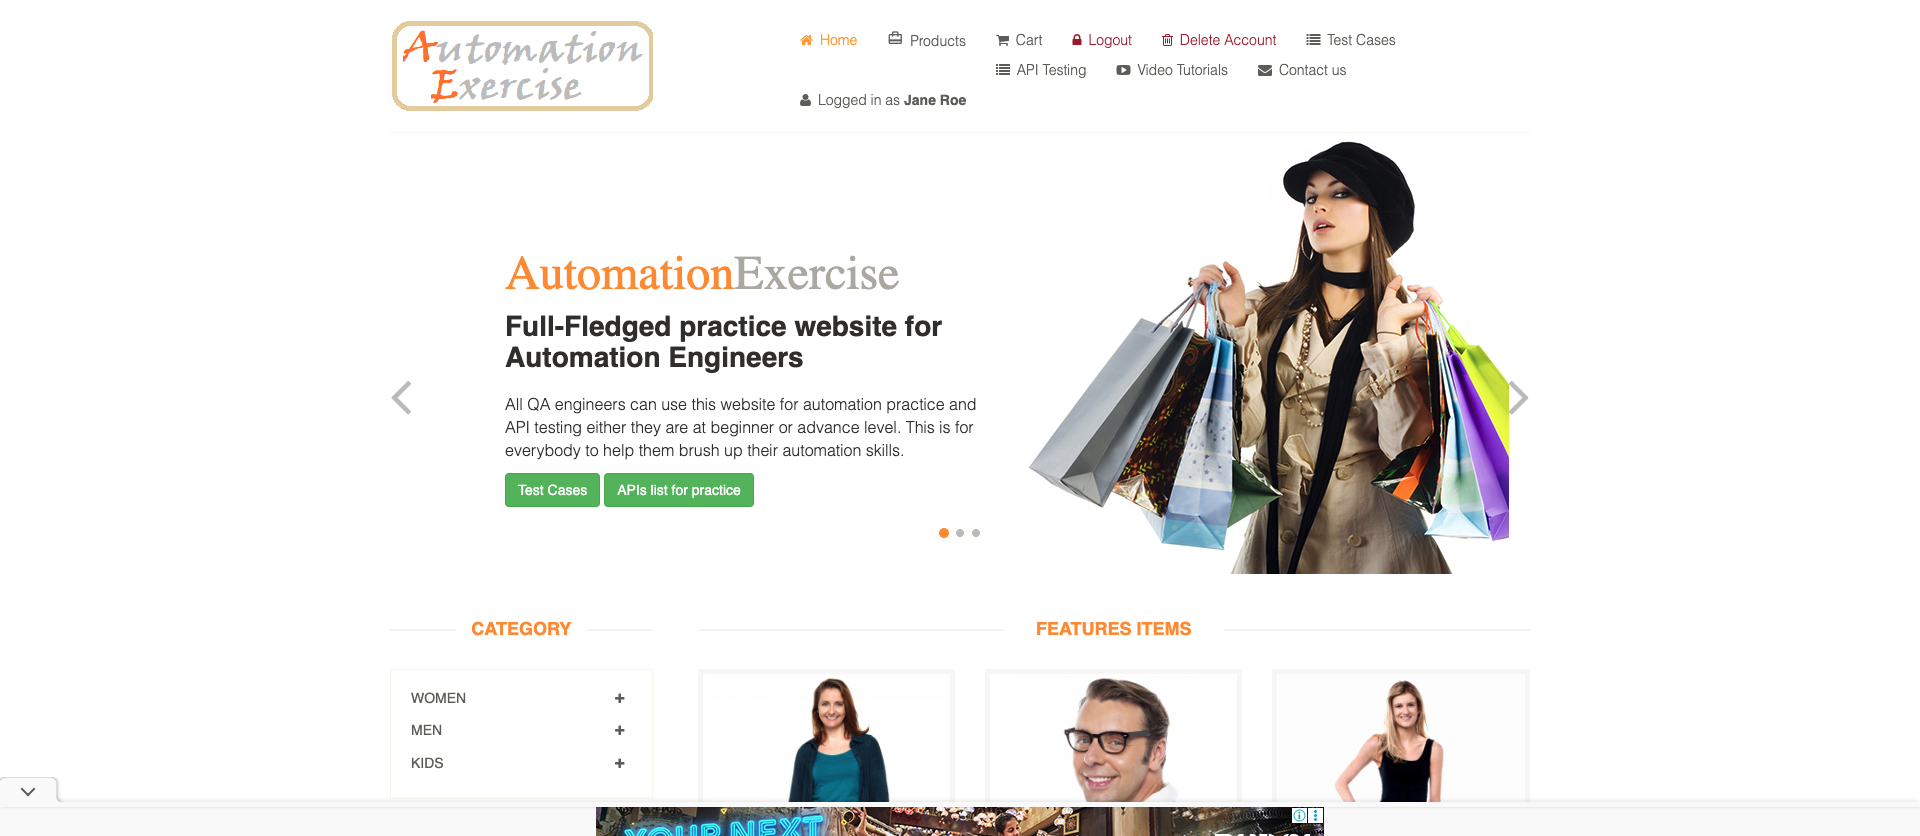 Automation
Exercise
Home
Products
Cart
Logout
Delete Account
Test Cases
API Testing
Video Tutorials
Contact us
Logged in as Jane Roe
AutomationExercise
Full-Fledged practice website for
Automation Engineers
All QA engineers can use this website for automation practice and
API testing either they are at beginner or advance level. This is for
everybody to help them brush up their automation skills.
Test Cases
APIs list for practice
CATEGORY
FEATURES ITEMS
WOMEN
MEN
KIDS
YOUR NEXT